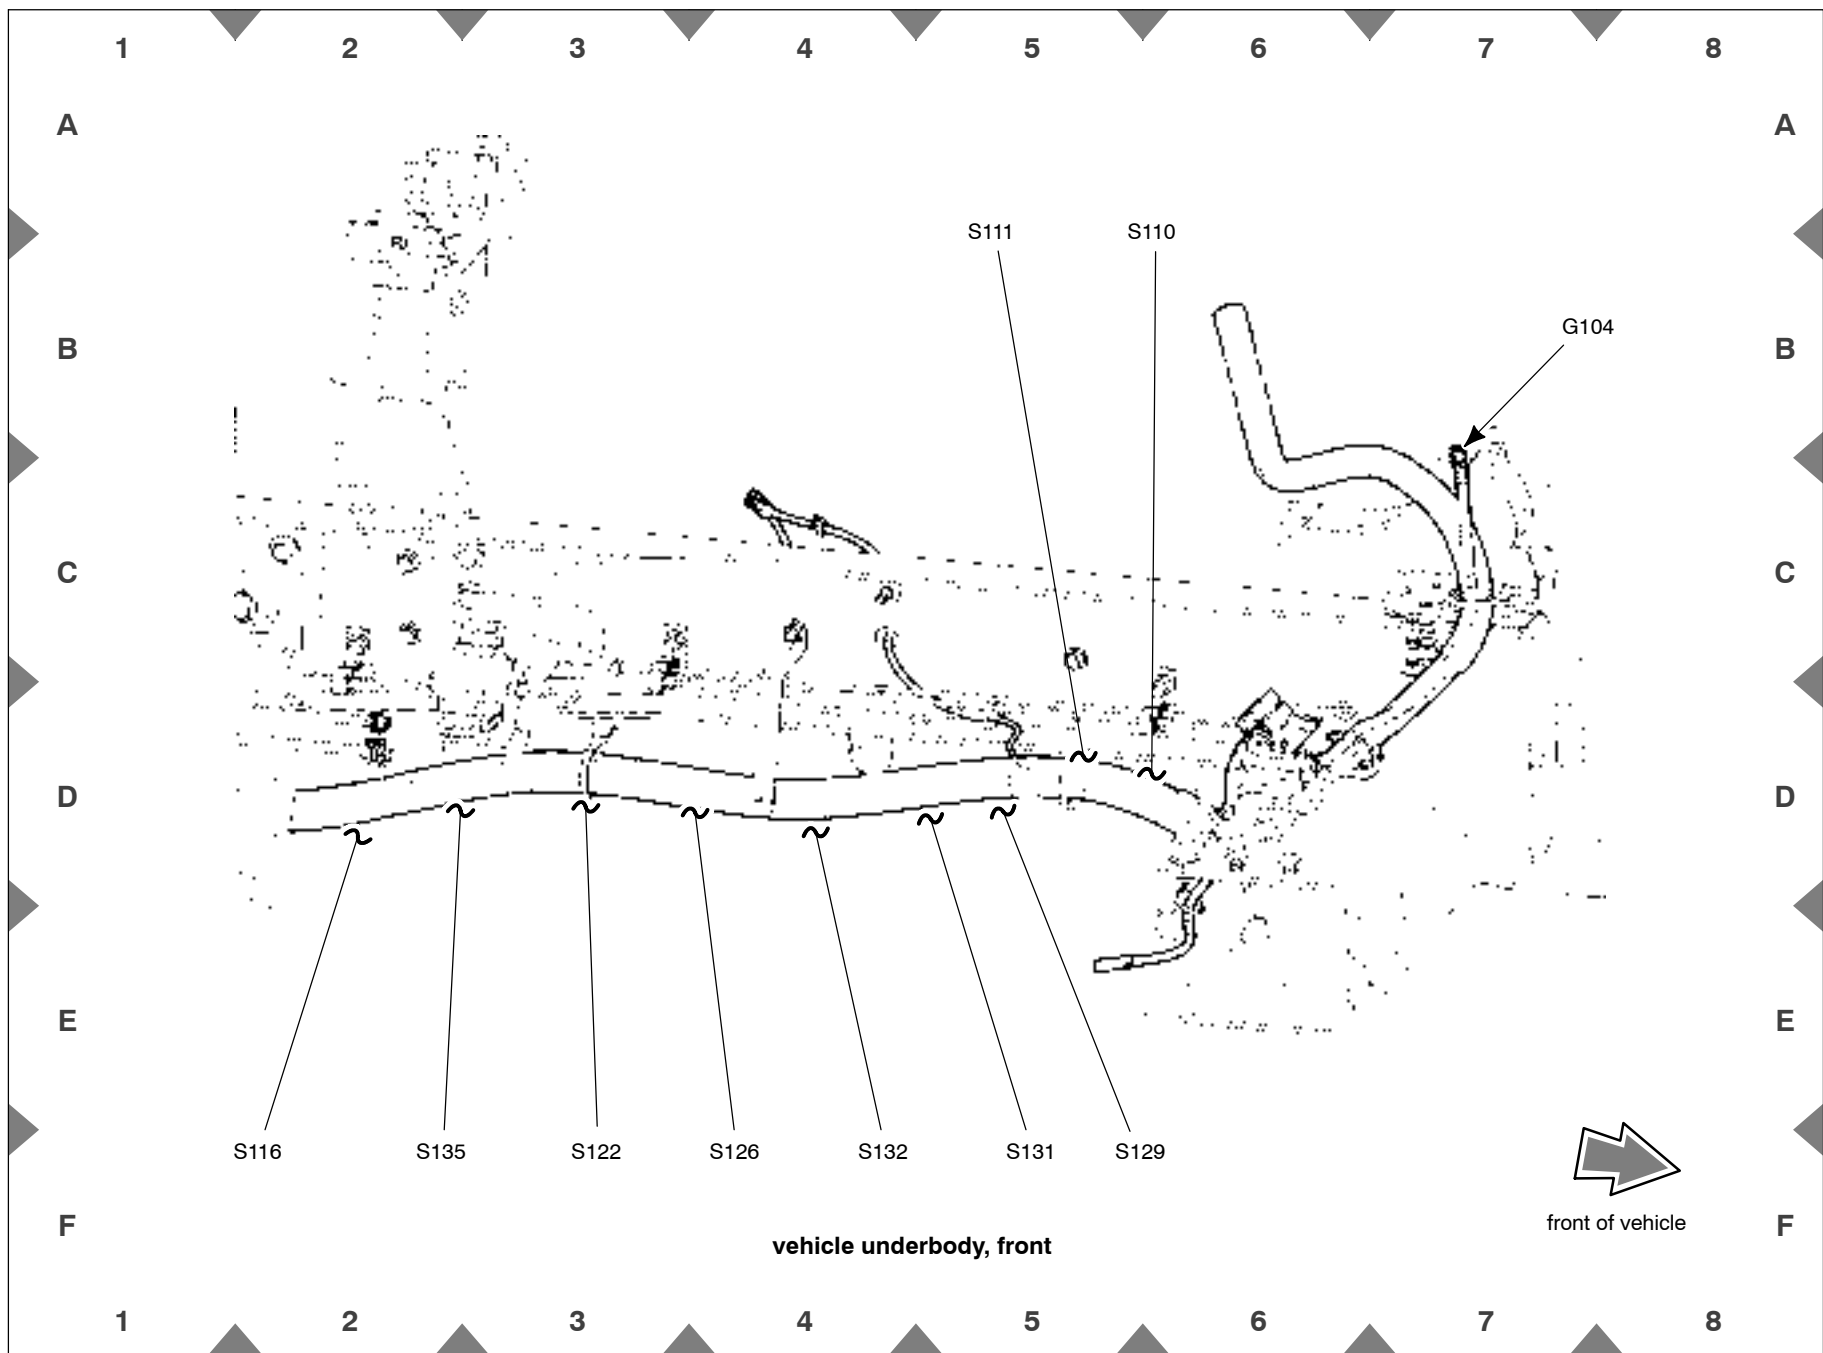 1 2 3 4 5 6 7 8
A A
S111 S110
G104
B B
C C
D D
E E
S116 S135 S122 S126 S132 S131 S129
front of vehicle
F F
vehicle underbody, front
1 2 3 4 5 6 7 8